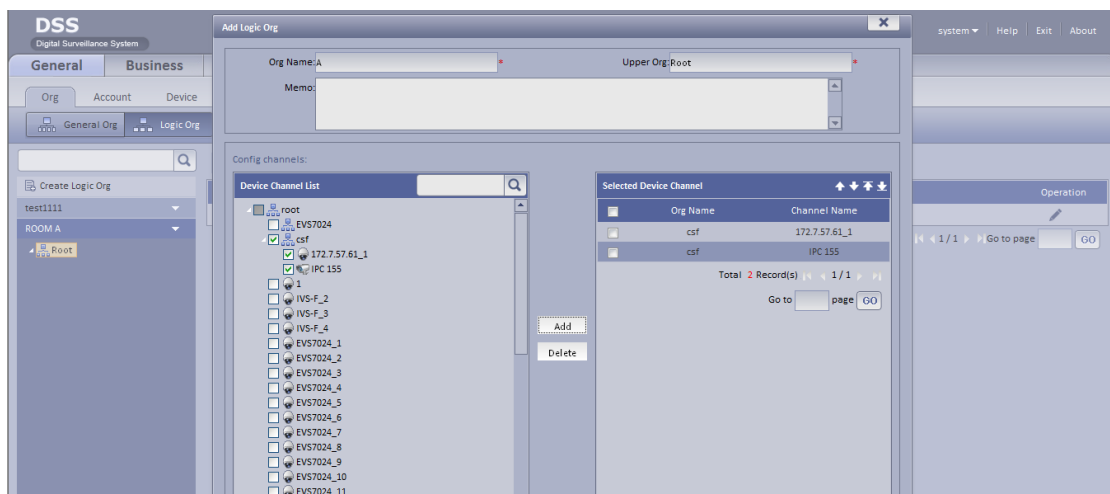 DSS
Digital Surveillance System
system Help Exit About
General Business
Org Account Device
General Org Logic Org
Create Logic Org
test1111
ROOM A
Root
Add Logic Org
Org Name:A * Upper Org:Root *
Memo:
Config channels:
Device Channel List
root
EVS7024
csf
172.7.57.61_1
IPC 155
1
IVS-F_2
IVS-F_3
IVS-F_4
EVS7024_1
EVS7024_2
EVS7024_3
EVS7024_4
EVS7024_5
EVS7024_6
EVS7024_7
EVS7024_8
EVS7024_9
EVS7024_10
EVS7024_11
Add
Delete
Selected Device Channel
Org Name Channel Name
csf 172.7.57.61_1
csf IPC 155
Total 2 Record(s) 1/1
Go to page GO
Operation
1/1 Go to page GO